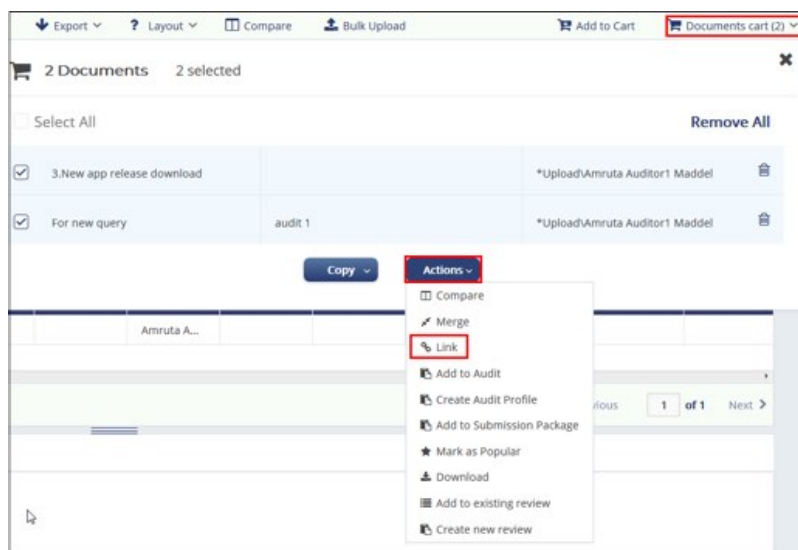 Export ? Layout Compare Bulk Upload Add to Cart Documents cart (2)
2 Documents 2 selected
Select All Remove All
3.New app release download *Upload\Amruta Auditor1 Maddel
For new query audit 1 *Upload\Amruta Auditor1 Maddel
Copy Actions
Compare
Amruta A... Merge
Link
Add to Audit
Create Audit Profile vious 1 of 1 Next
Add to Submission Package
Mark as Popular
Download
Add to existing review
Create new review